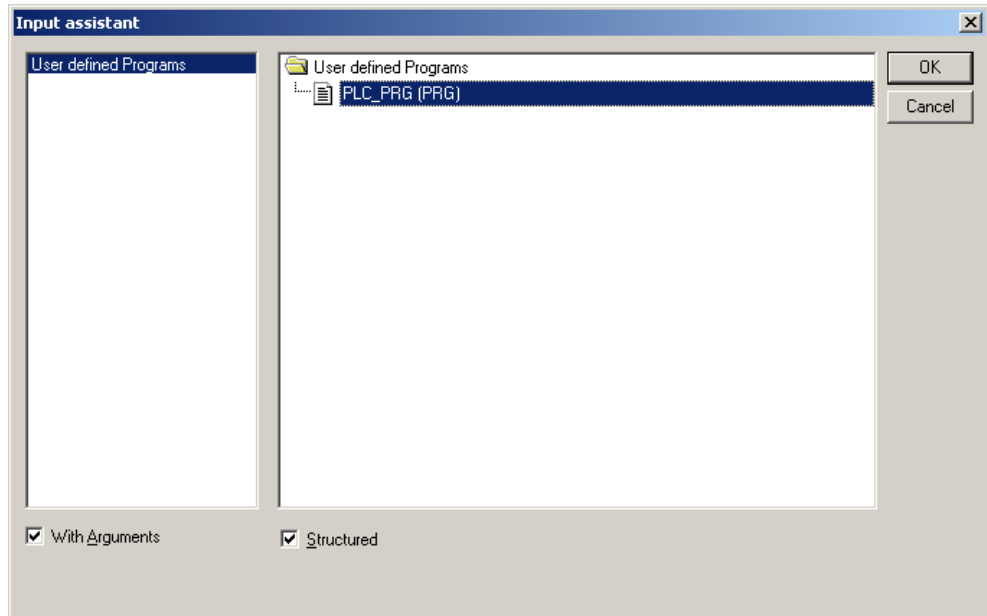 Input assistant
User defined Programs
User defined Programs
PLC_PRG (PRG)
OK
Cancel
With Arguments
Structured